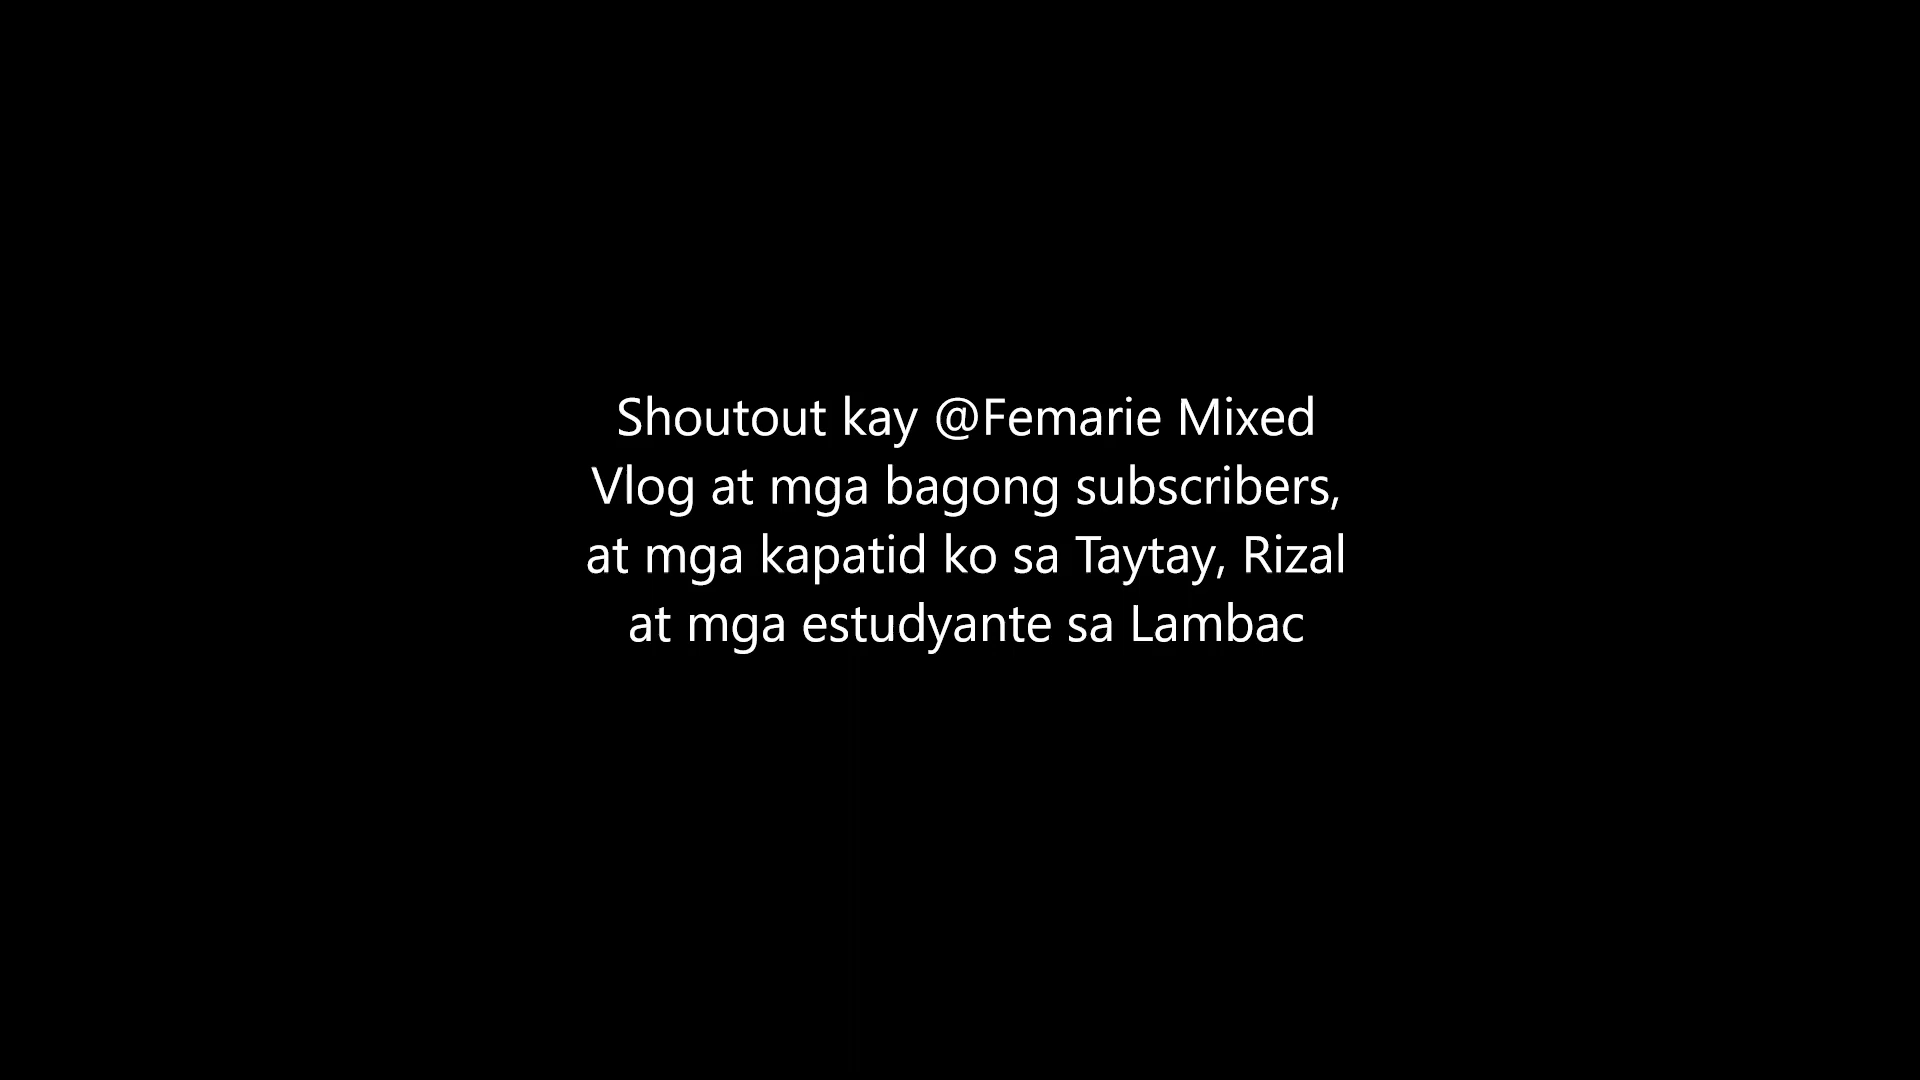 Shoutout kay @Femarie Mixed
Vlog at mga bagong subscribers,
at mga kapatid ko sa Taytay, Rizal
at mga estudyante sa Lambac